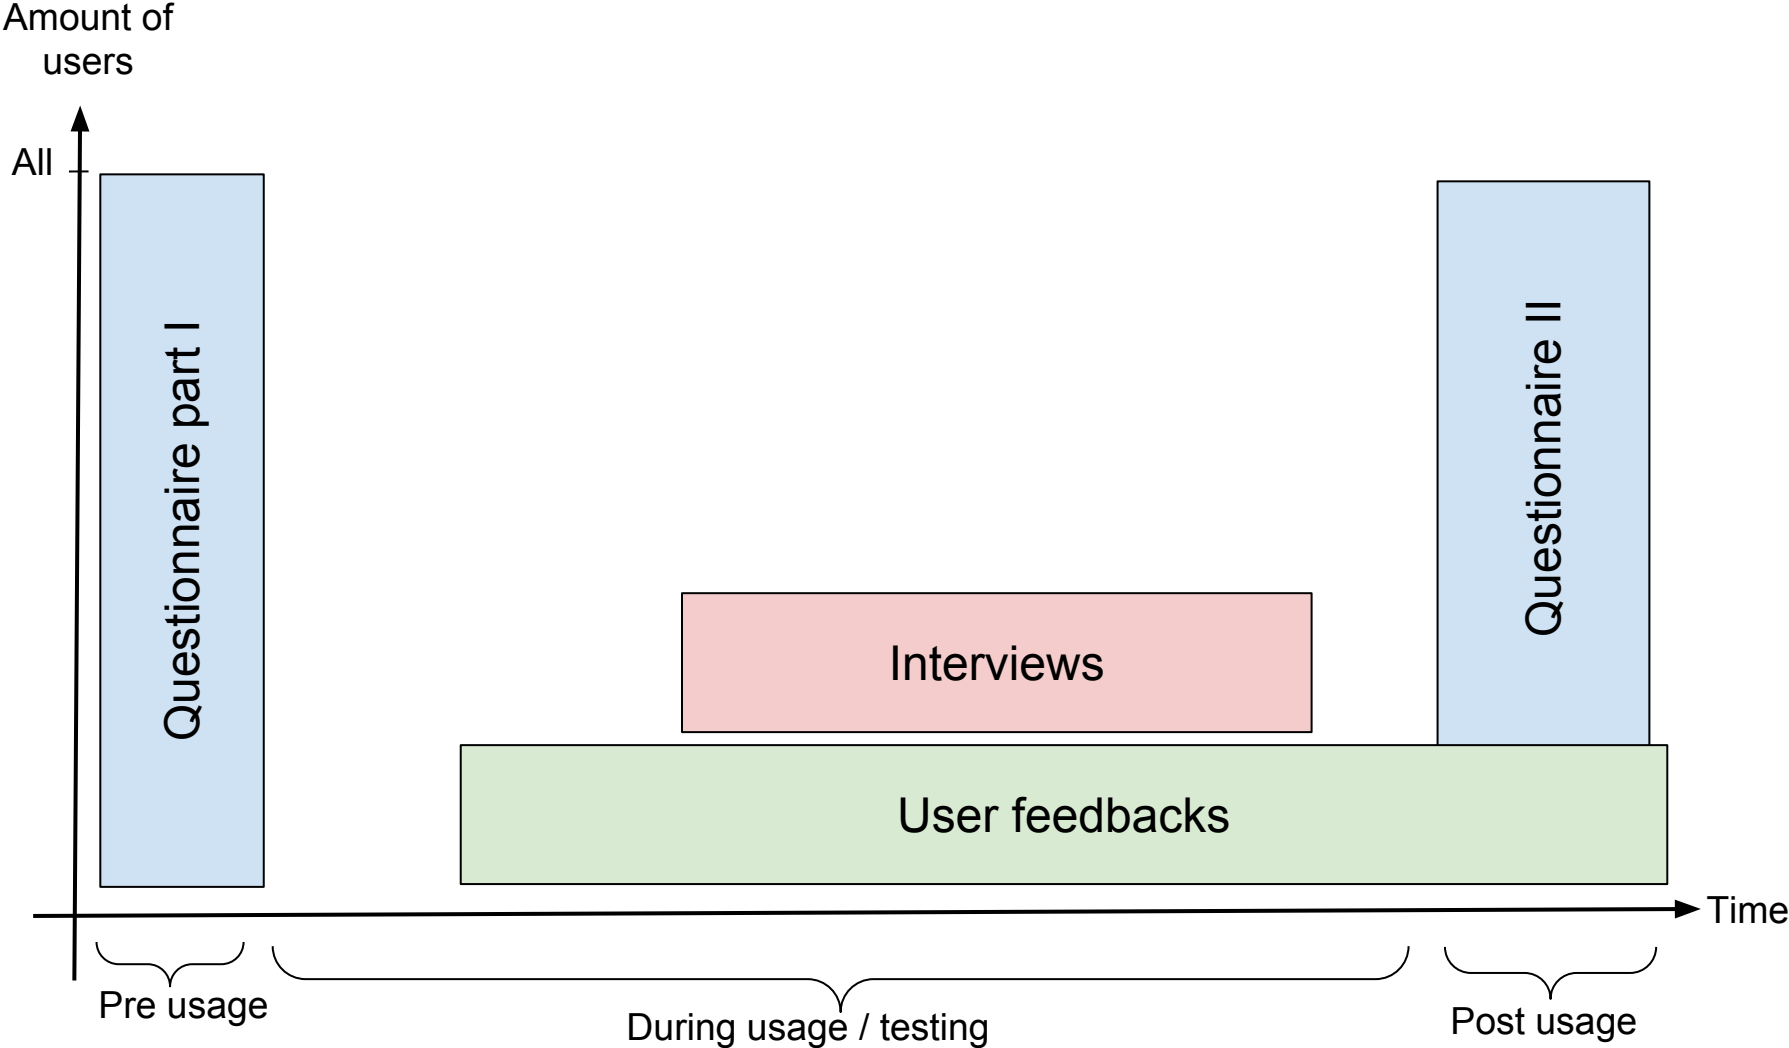 Amount of
users
All
Questionnaire part I
Questionnaire II
Interviews
User feedbacks
Time
Pre usage
During usage / testing
Post usage